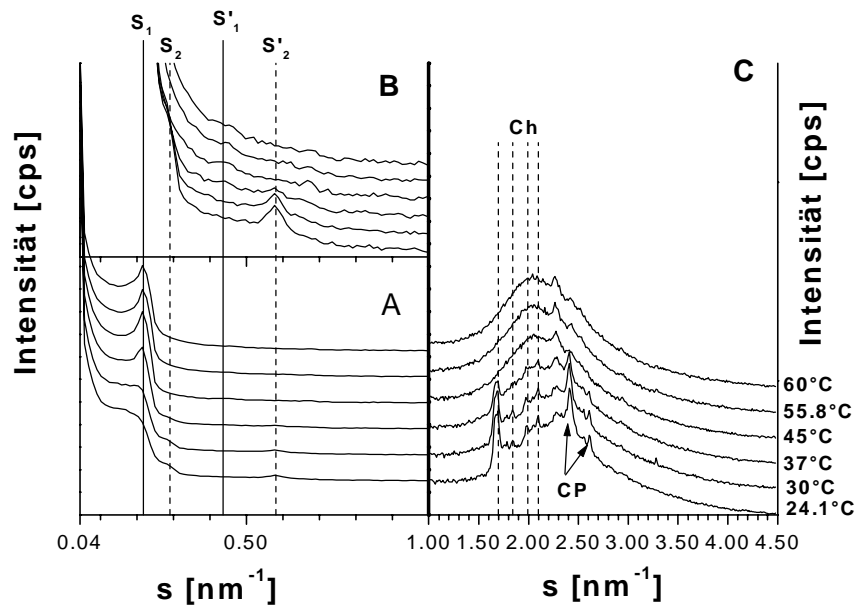 S1 S2 S'1 S'2
B
C
Ch
Intensität [cps]
Intensität [cps]
A
CP
60°C
55.8°C
45°C
37°C
30°C
24.1°C
0.04 0.50 1.00 1.50 2.00 2.50 3.00 3.50 4.00 4.50
s [nm-1] s [nm-1]